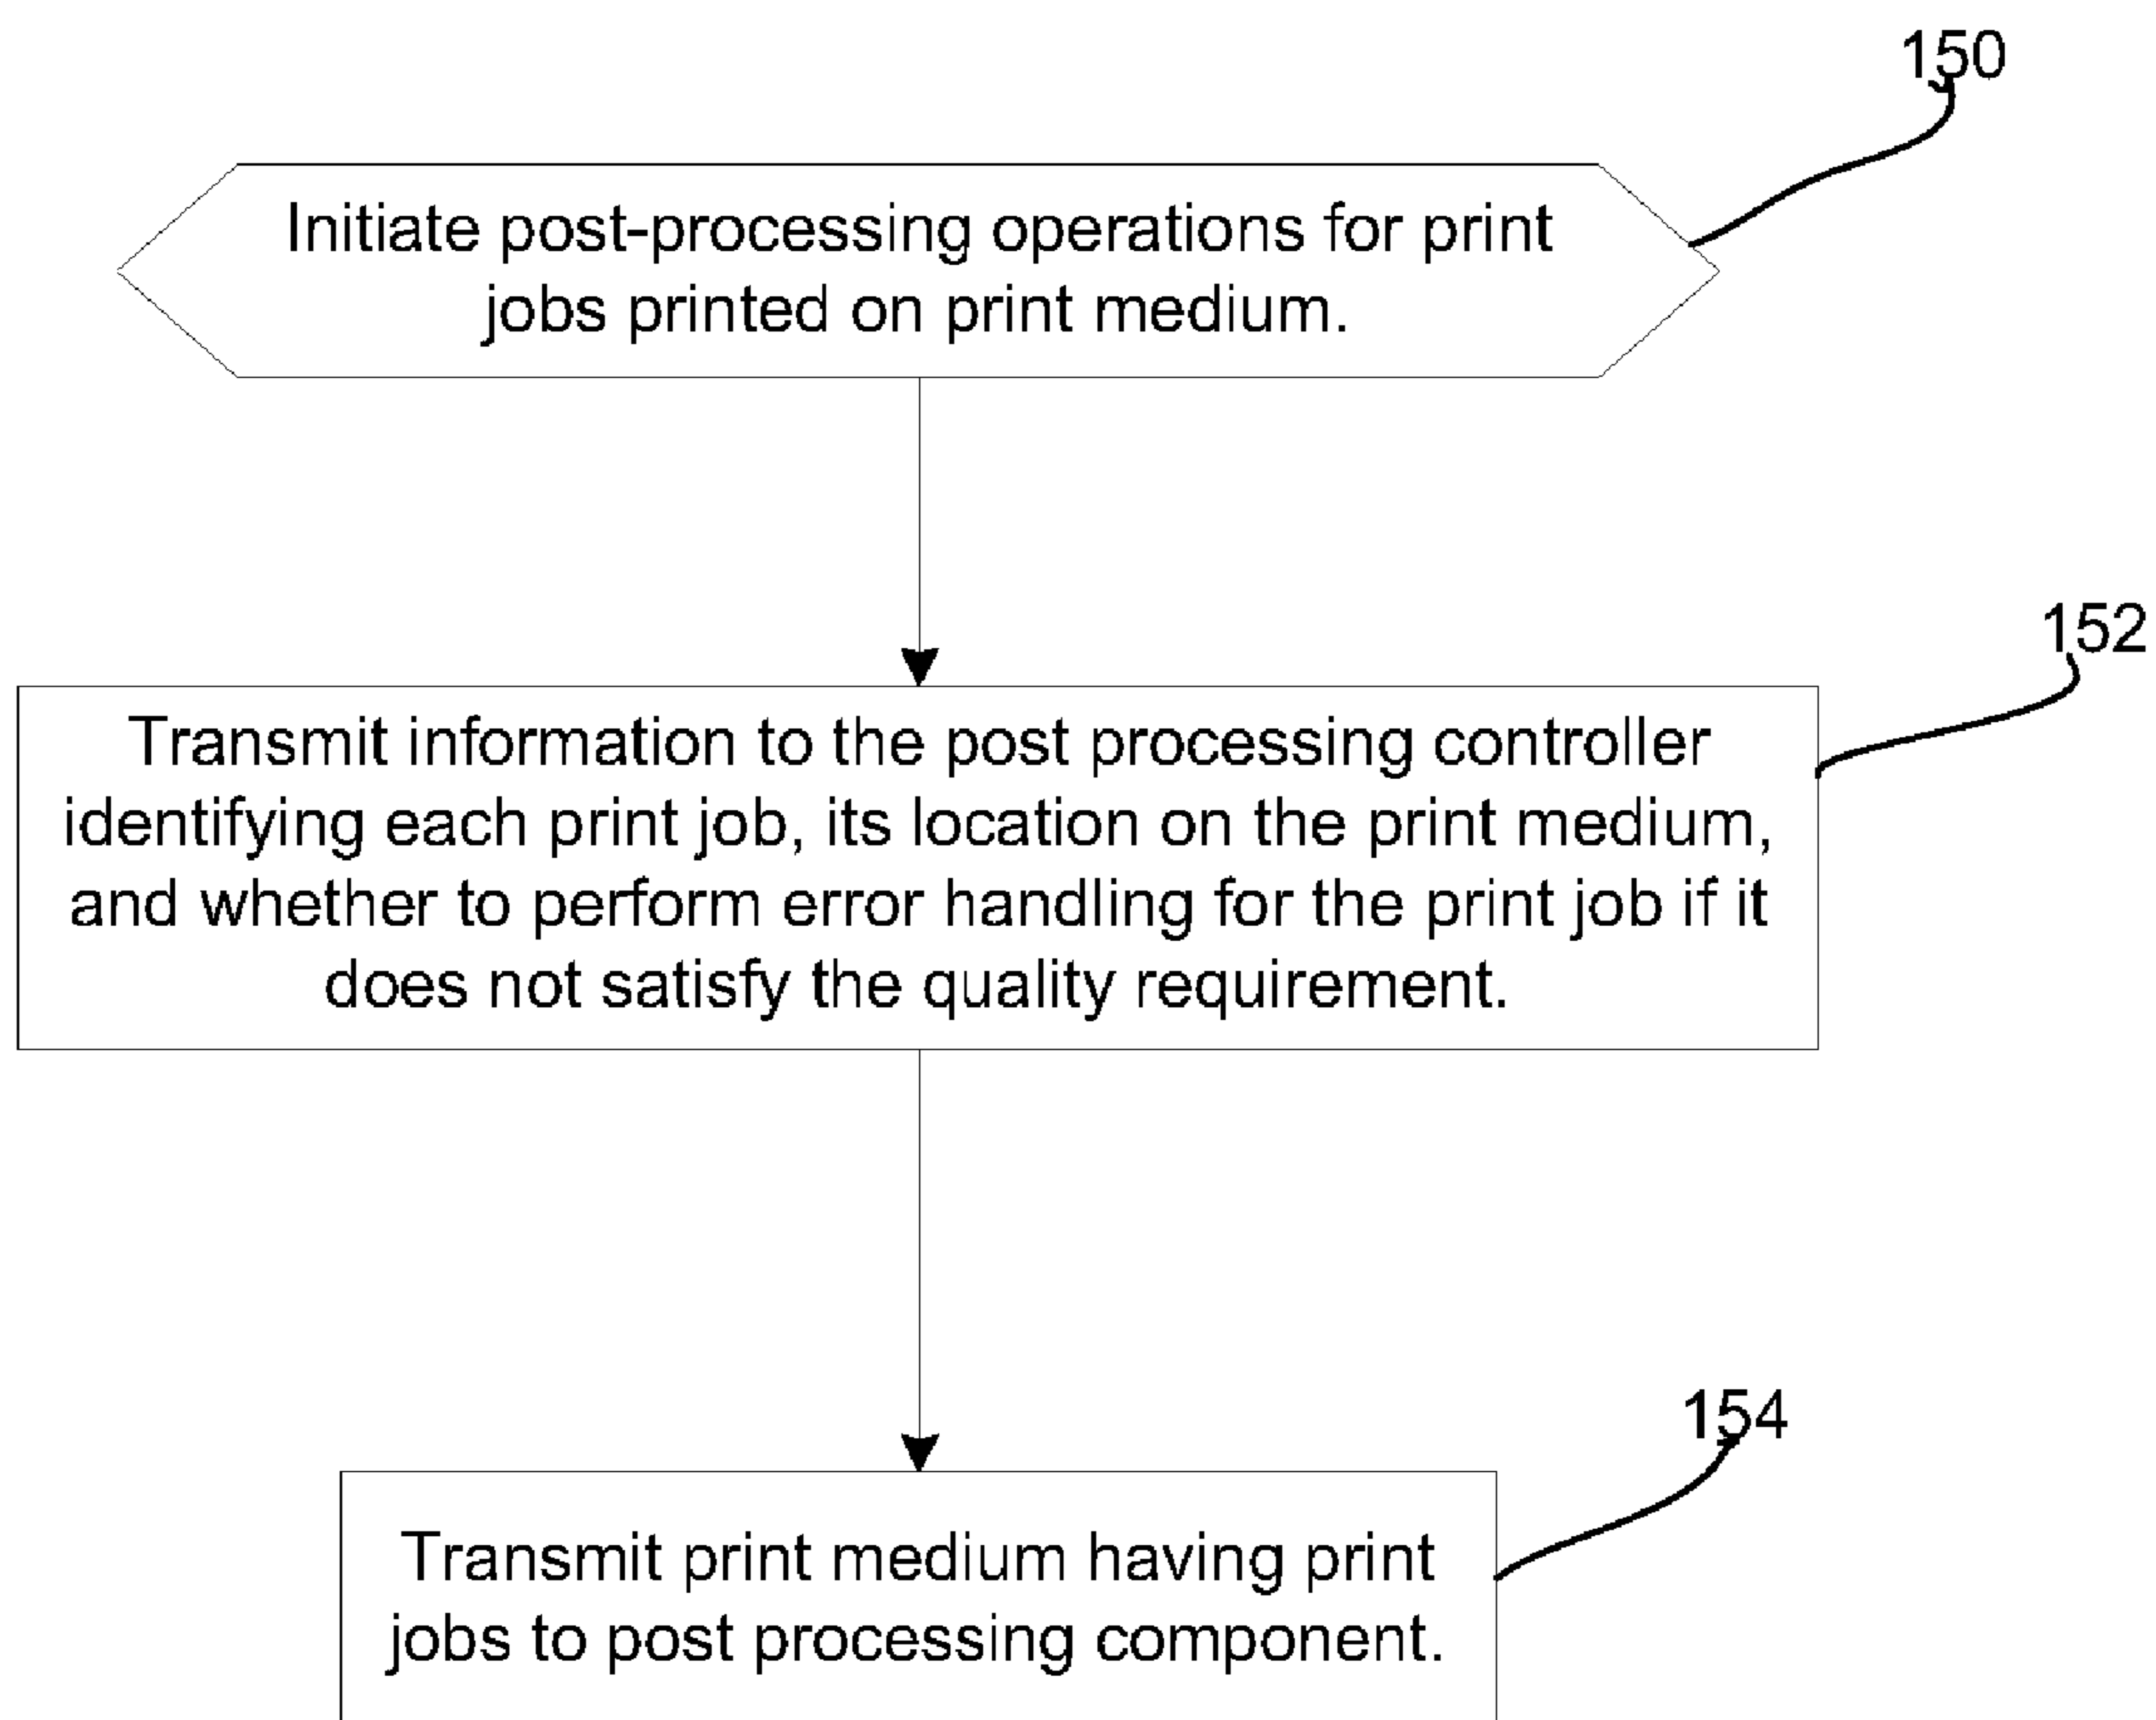 150
Initiate post-processing operations for print
jobs printed on print medium.
152
Transmit information to the post processing controller
identifying each print job, its location on the print medium,
and whether to perform error handling for the print job if it
does not satisfy the quality requirement.
154
Transmit print medium having print
jobs to post processing component.